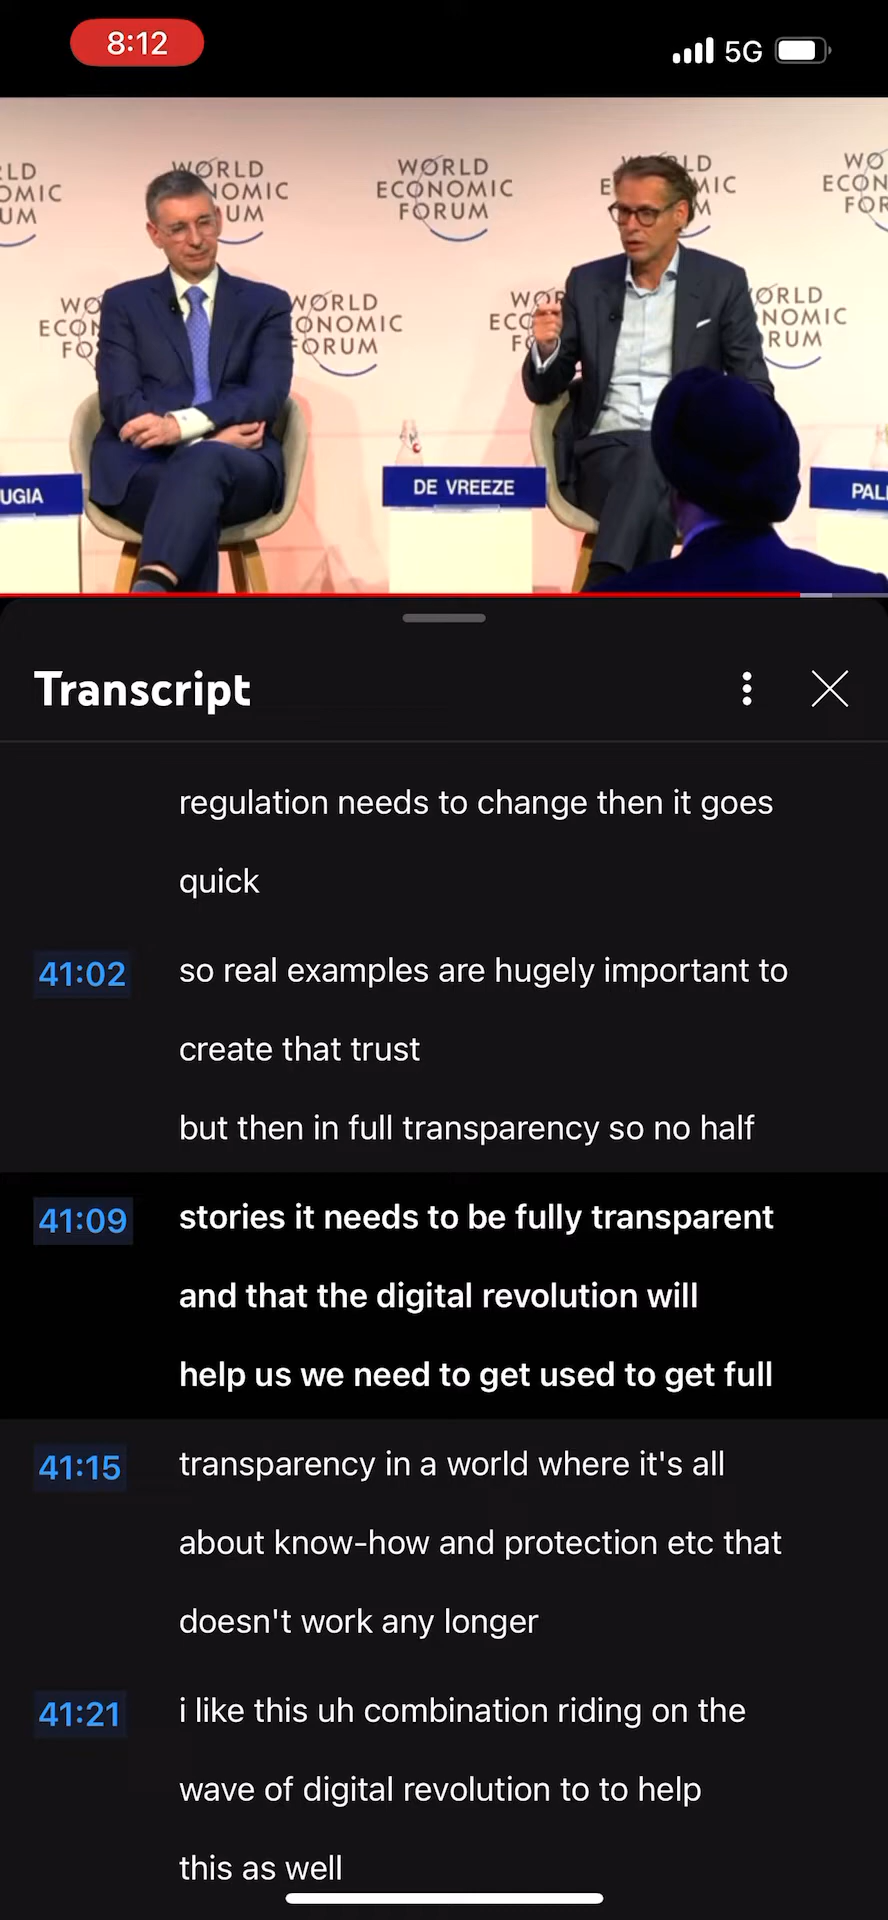 8:12
5G
WORLD
ECONOMIC
FORUM
UGIA
DE VREEZE
PAL
Transcript
regulation needs to change then it goes
quick
41:02
so real examples are hugely important to
create that trust
but then in full transparency so no half
41:09
stories it needs to be fully transparent
and that the digital revolution will
help us we need to get used to get full
41:15
transparency in a world where it's all
about know-how and protection etc that
doesn't work any longer
41:21
i like this uh combination riding on the
wave of digital revolution to to help
this as well